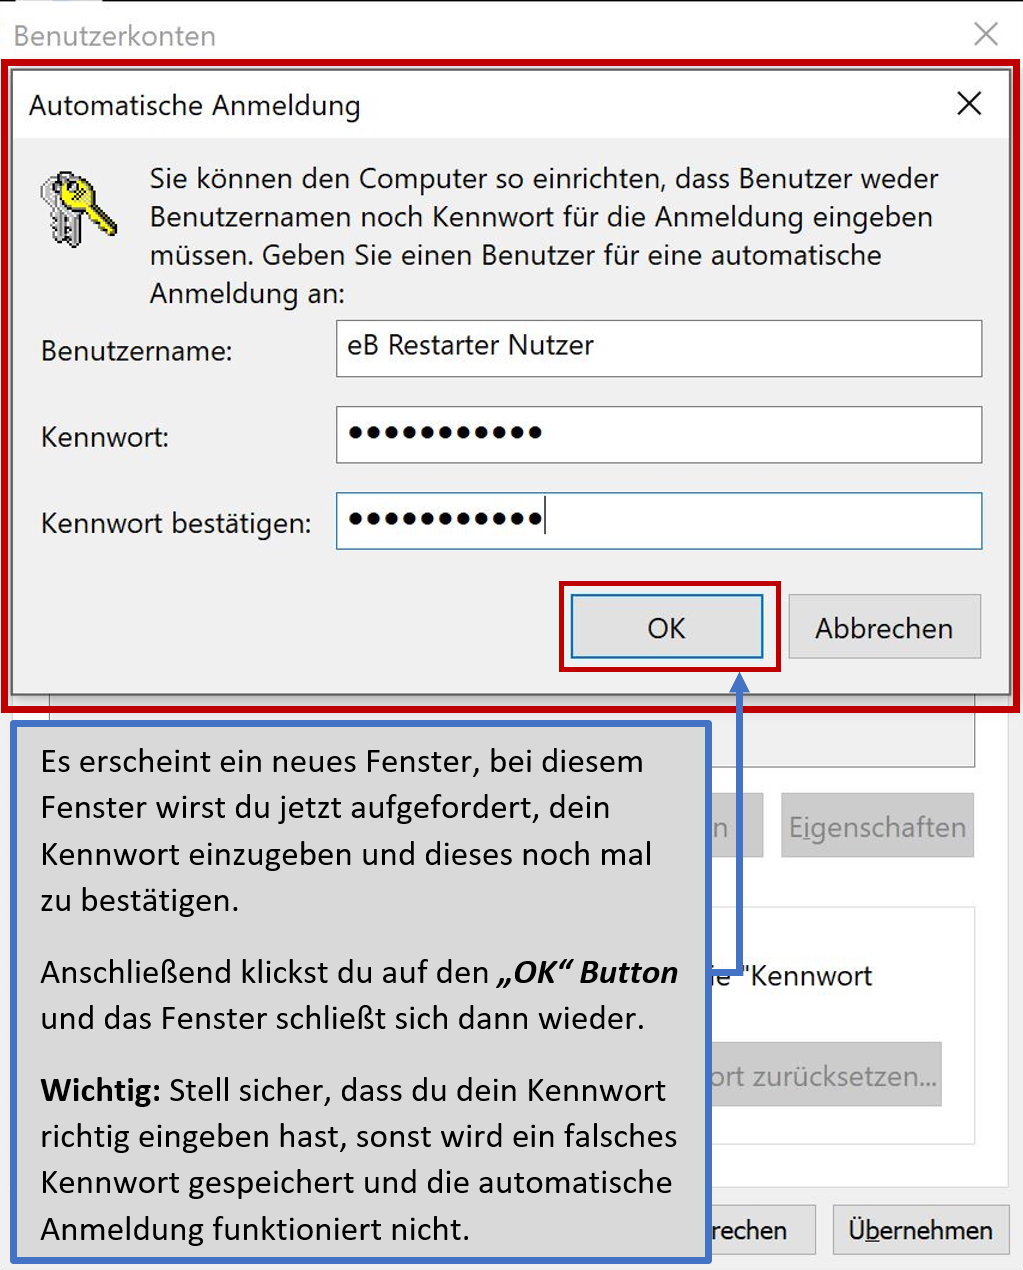 Benutzerkonten
Automatische Anmeldung
Sie können den Computer so einrichten, dass Benutzer weder
Benutzernamen noch Kennwort für die Anmeldung eingeben
müssen. Geben Sie einen Benutzer für eine automatische
Anmeldung an:
Benutzername: eB Restarter Nutzer
Kennwort: ●●●●●●●●●●●
Kennwort bestätigen: ●●●●●●●●●●●
OK Abbrechen
Es erscheint ein neues Fenster, bei diesem
Fenster wirst du jetzt aufgefordert, dein
Kennwort einzugeben und dieses noch mal
zu bestätigen.
Anschließend klickst du auf den „OK“ Button
und das Fenster schließt sich dann wieder.
Wichtig: Stell sicher, dass du dein Kennwort
richtig eingeben hast, sonst wird ein falsches
Kennwort gespeichert und die automatische
Anmeldung funktioniert nicht.
n Eigenschaften
ie "Kennwort
ort zurücksetzen...
rechen Übernehmen